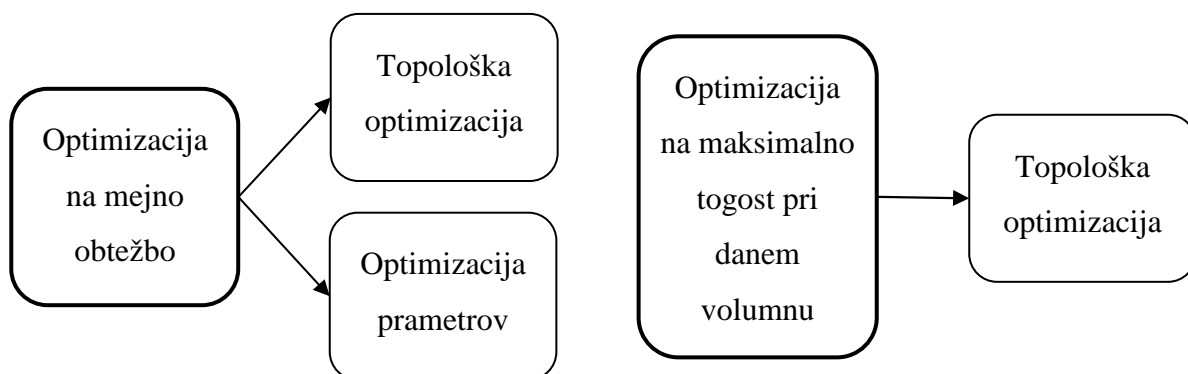 Optimizacija
na mejno
obtežbo
Topološka
optimizacija
Optimizacija
prametrov
Optimizacija
na maksimalno
togost pri
danem
volumnu
Topološka
optimizacija